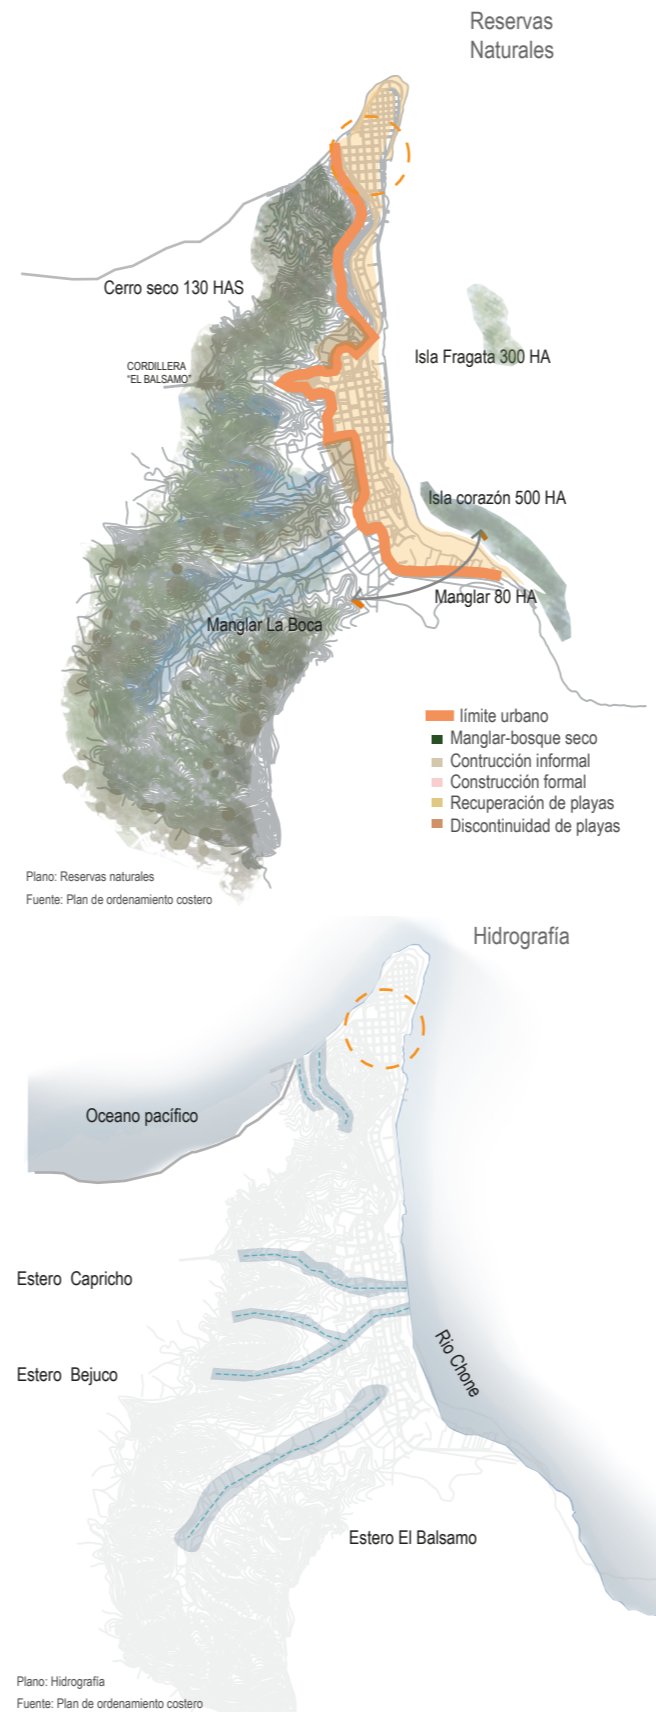 Reservas
Naturales
Cerro seco 130 HAS
CORDILLERA
“EL BALSAMO”
Isla Fragata 300 HA
Isla corazón 500 HA
Manglar 80 HA
Manglar La Boca
límite urbano
Manglar-bosque seco
Contrucción informal
Construcción formal
Recuperación de playas
Discontinuidad de playas
Plano: Reservas naturales
Fuente: Plan de ordenamiento costero
Hidrografía
Oceano pacífico
Estero Capricho
Estero Bejuco
Rio Chone
Estero El Balsamo
Plano: Hidrografía
Fuente: Plan de ordenamiento costero